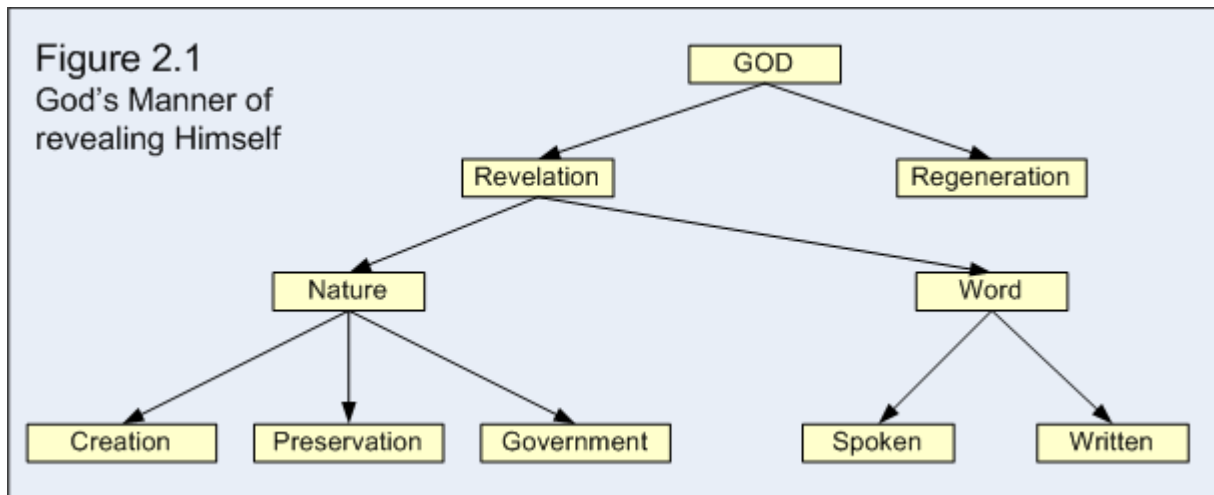 Figure 2.1
God's Manner of
revealing Himself
GOD
Revelation
Regeneration
Nature
Word
Creation
Preservation
Government
Spoken
Written